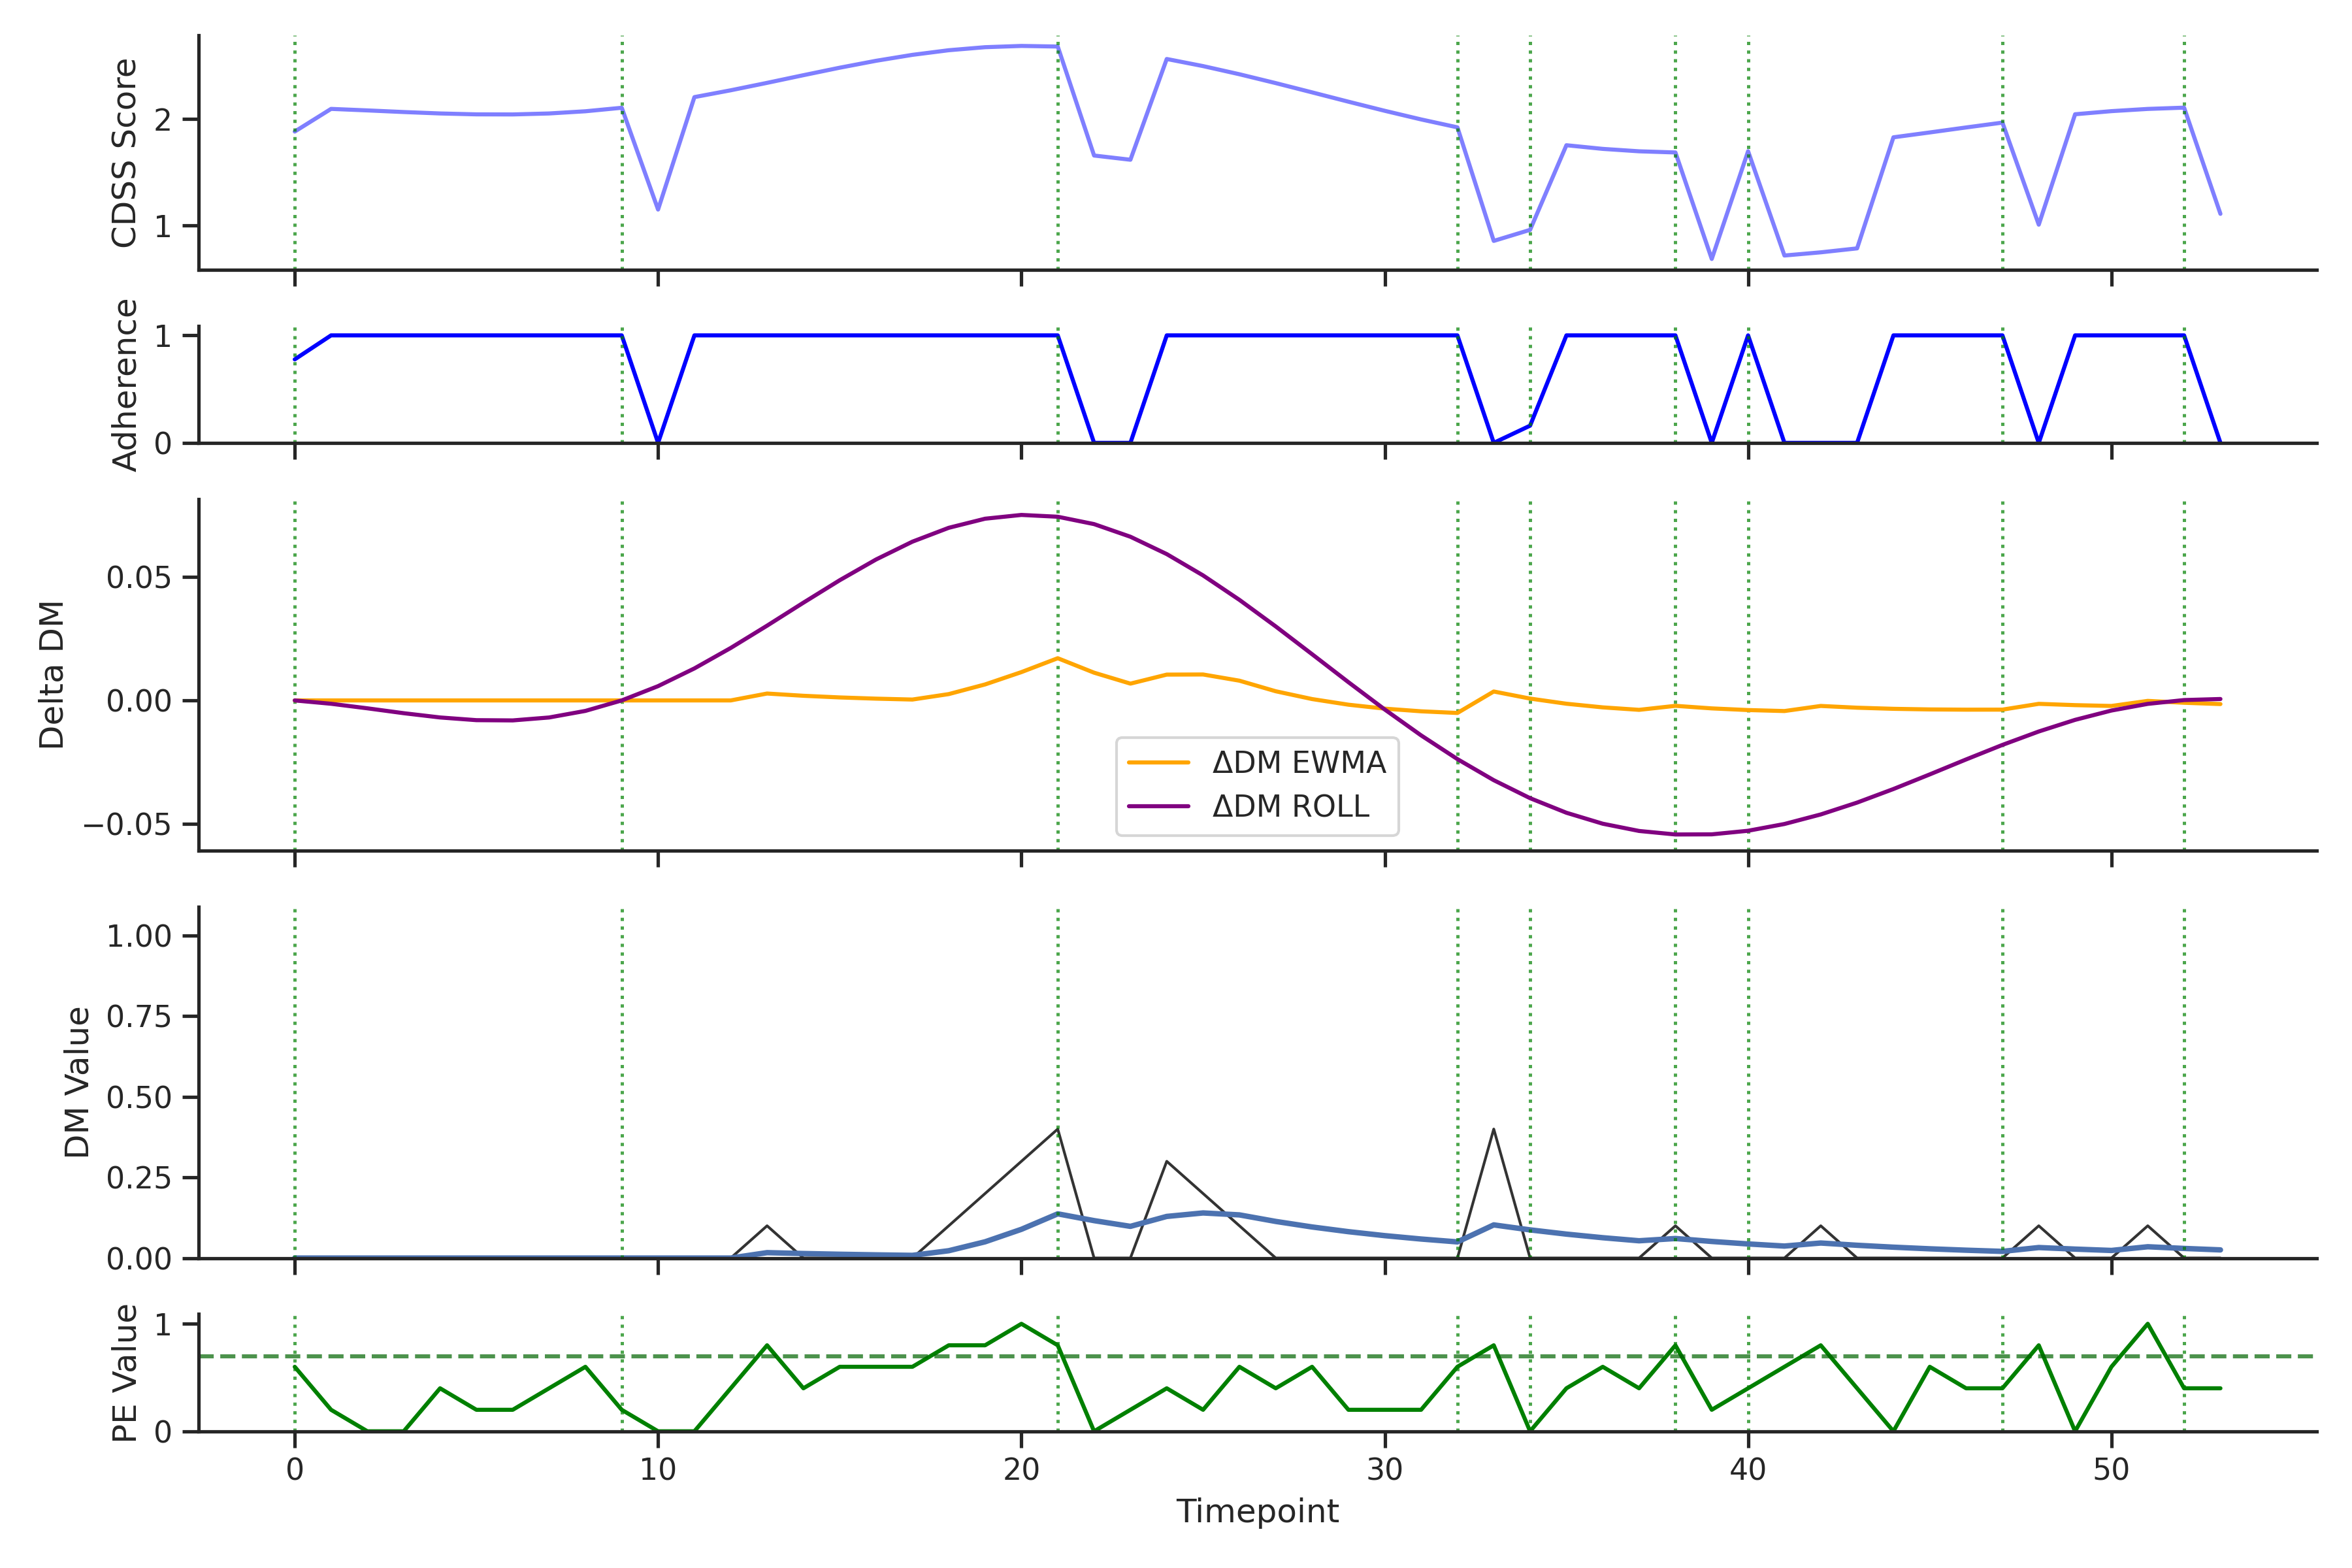 CDSS Score
2
1
Adherence
1
0
Delta DM
0.05
0.00
−0.05
ΔDM EWMA
ΔDM ROLL
DM Value
1.00
0.75
0.50
0.25
0.00
PE Value
1
0
0 10 20 30 40 50
Timepoint